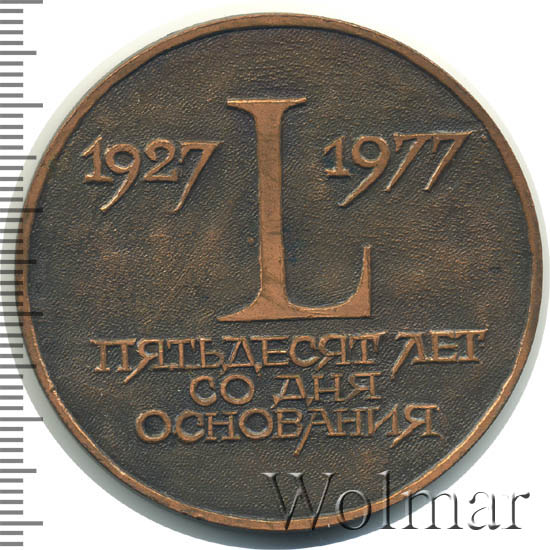 1927 L 1977
ПЯТЬДЕСЯТ ЛЕТ
СО ДНЯ
ОСНОВАНИЯ
Wolmar